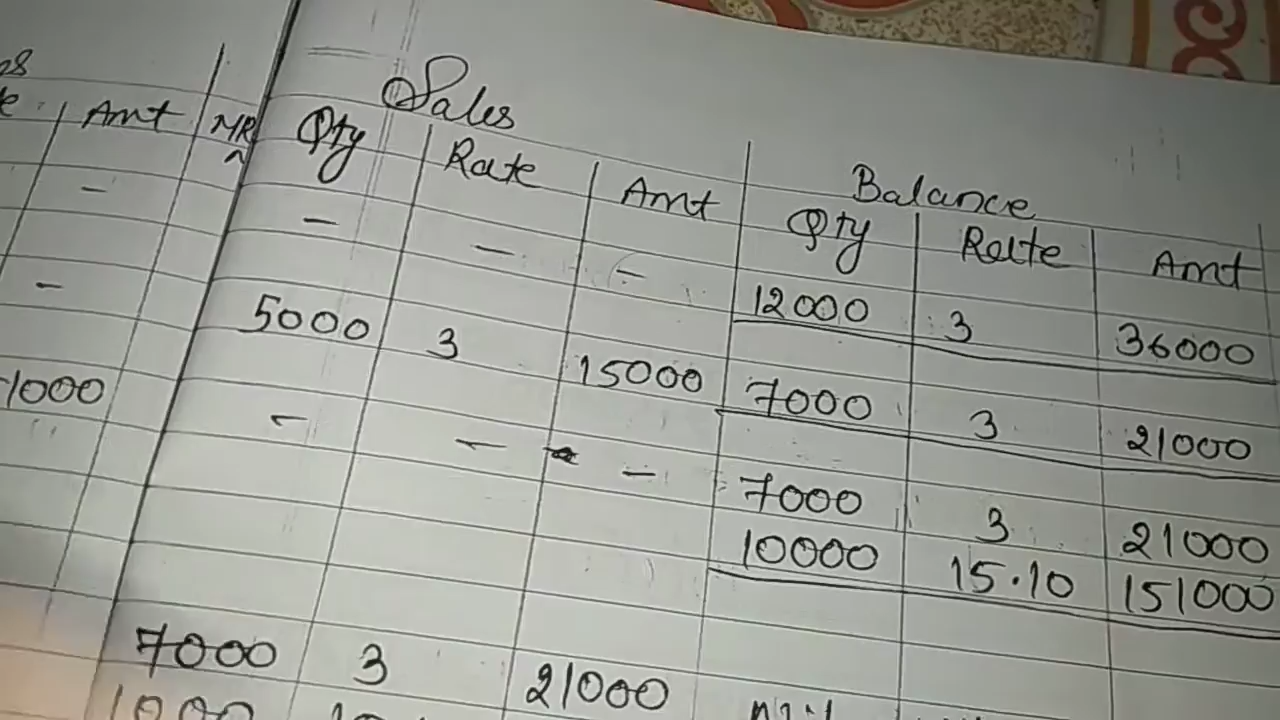 Sales Balance
Amt Qty Rate Amt Qty Rate Amt
- - - - 12000 3 36000
- 5000 3 15000 7000 3 21000
1000 - - - 7000 3 21000
10000 15.10 151000
7000 3 21000
1000